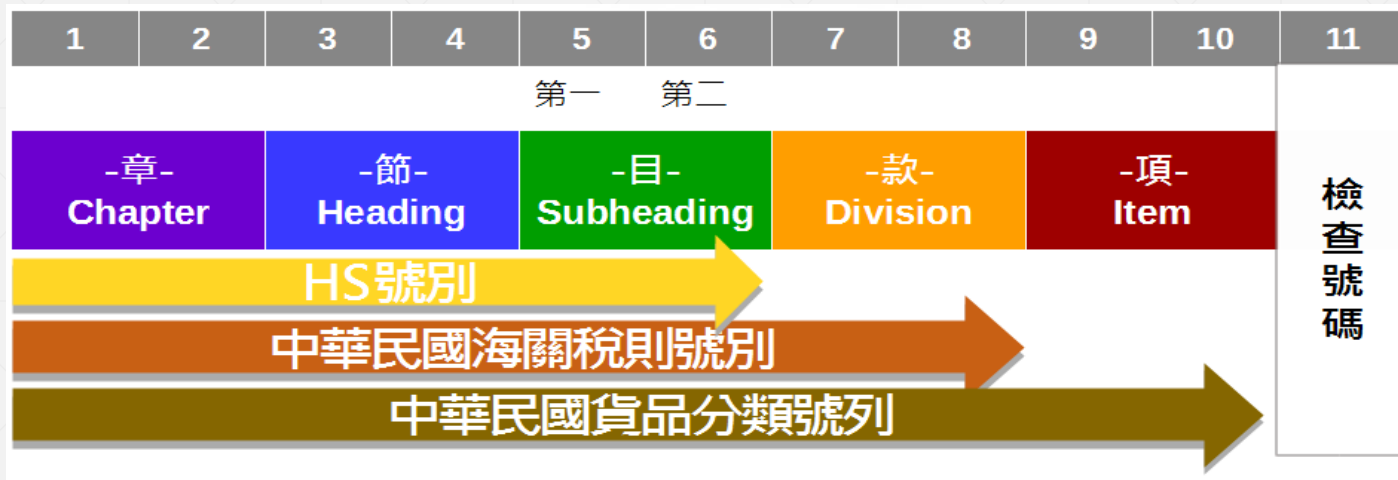 1 2 3 4 5 6 7 8 9 10 11
第一 第二
-章- -節- -目- -款- -項-
Chapter Heading Subheading Division Item
檢查號碼
HS號別
中華民國海關稅則號別
中華民國貨品分類號列